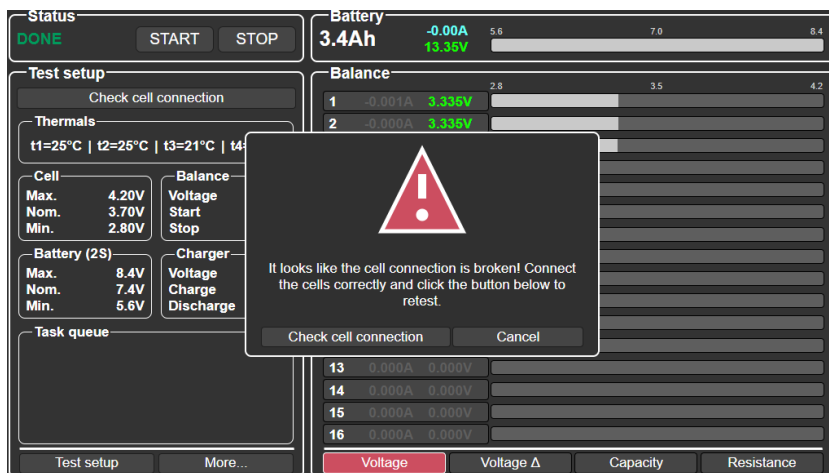 Status
DONE START STOP
Battery
3.4Ah -0.00A 5.6 7.0 8.4
13.35V
Test setup
Check cell connection
Thermals
t1=25°C | t2=25°C | t3=21°C | t4=
Cell
Max. 4.20V
Nom. 3.70V
Min. 2.80V
Balance
Voltage
Start
Stop
Battery (2S)
Max. 8.4V
Nom. 7.4V
Min. 5.6V
Charger
Voltage
Charge
Discharge
Task queue
Test setup More...
Balance
2.8 3.5 4.2
1 -0.001A 3.335V
2 -0.000A 3.335V
It looks like the cell connection is broken! Connect
the cells correctly and click the button below to
retest.
Check cell connection Cancel
13 0.000A 0.000V
14 0.000A 0.000V
15 0.000A 0.000V
16 0.000A 0.000V
Voltage Voltage Δ Capacity Resistance